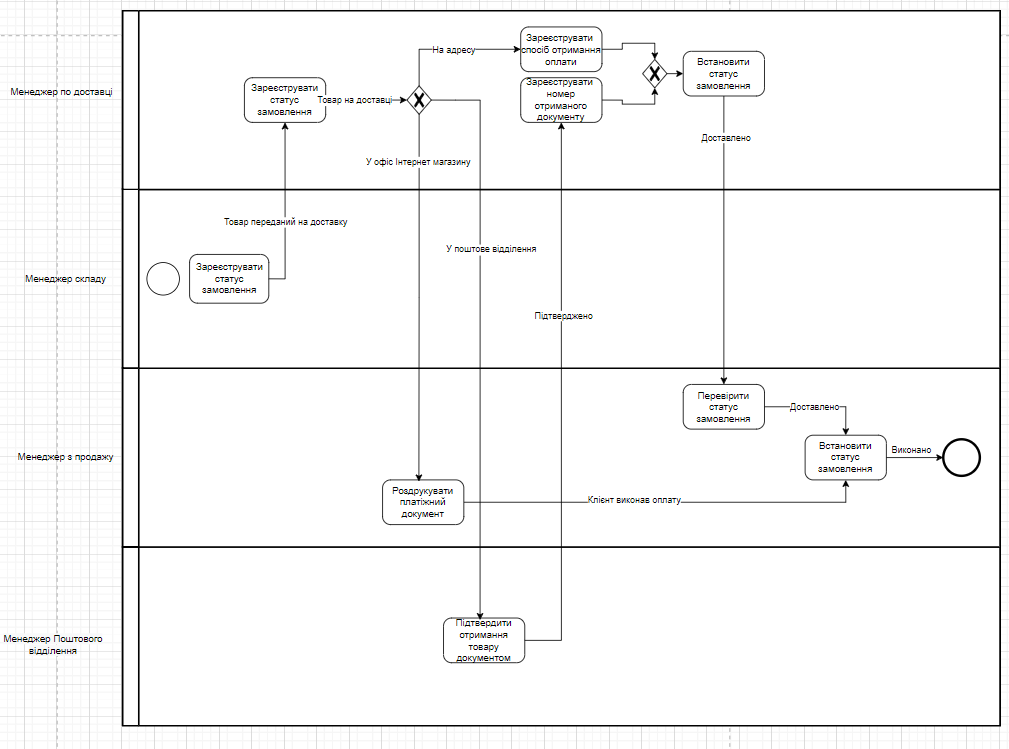 Менеджер по доставці
Зареєструвати
статус
замовлення
Товар на доставці
На адресу
Зареєструвати
спосіб отримання
оплати
Зареєструвати
номер
отриманого
документу
Встановити
статус
замовлення
Доставлено
У офіс Інтернет магазину
Менеджер складу
Зареєструвати
статус
замовлення
Товар переданий на доставку
У поштове відділення
Підтверджено
Менеджер з продажу
Перевірити
статус
замовлення
Доставлено
Встановити
статус
замовлення
Виконано
Роздрукувати
платіжний
документ
Клієнт виконав оплату
Менеджер Поштового
відділення
Підтвердити
отримання
товару
документом